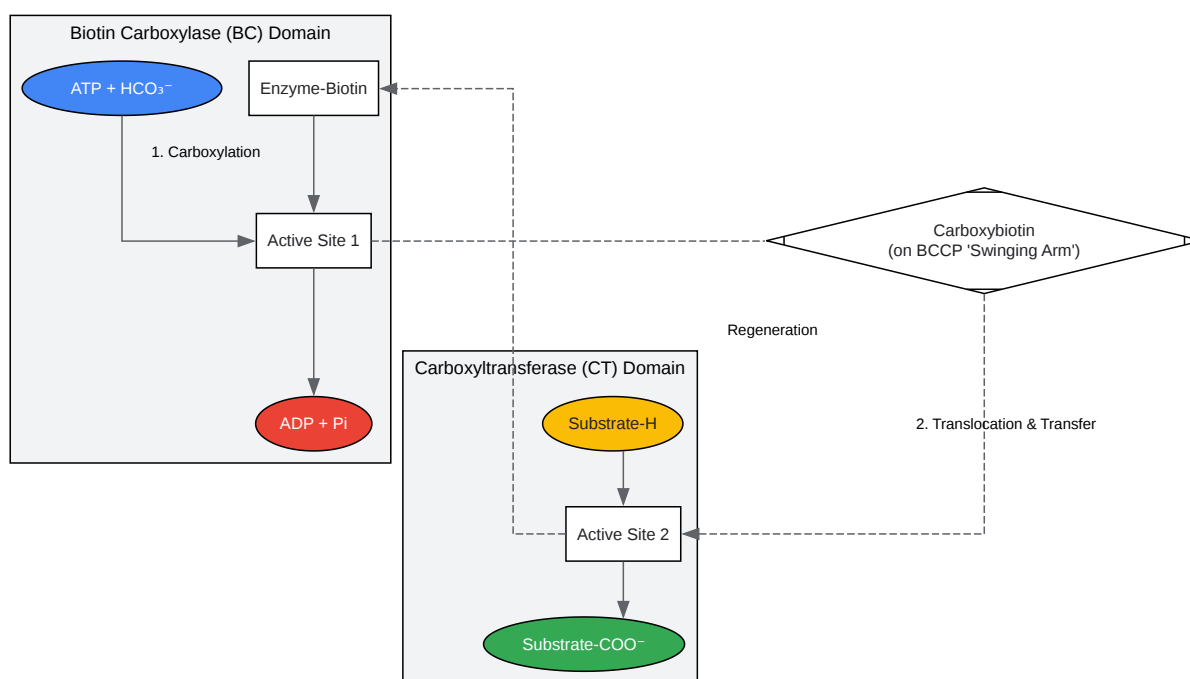 Biotin Carboxylase (BC) Domain
ATP + HCO₃⁻
Enzyme-Biotin
1. Carboxylation
Active Site 1
Carboxybiotin
(on BCCP 'Swinging Arm')
Regeneration
Carboxyltransferase (CT) Domain
ADP + Pi
Substrate-H
2. Translocation & Transfer
Active Site 2
Substrate-COO⁻